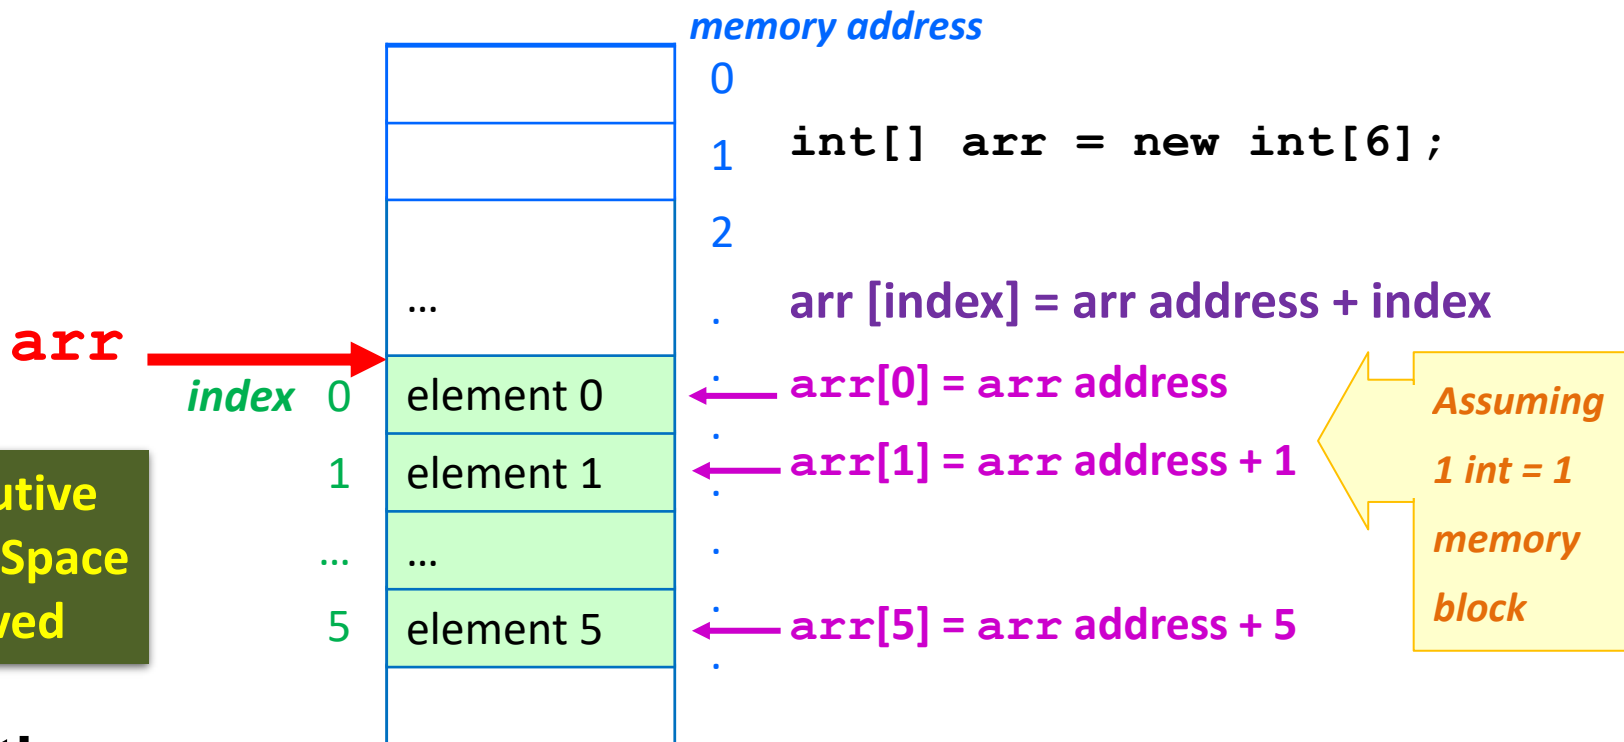 memory address
0
int[] arr = new int[6];
1
2
...
arr [index] = arr address + index
.
arr
index 0 element 0 arr[0] = arr address
.
.
1 element 1 arr[1] = arr address + 1
.
... ...
.
5 element 5 arr[5] = arr address + 5
.
.
Assuming
1 int = 1
memory
block
Space